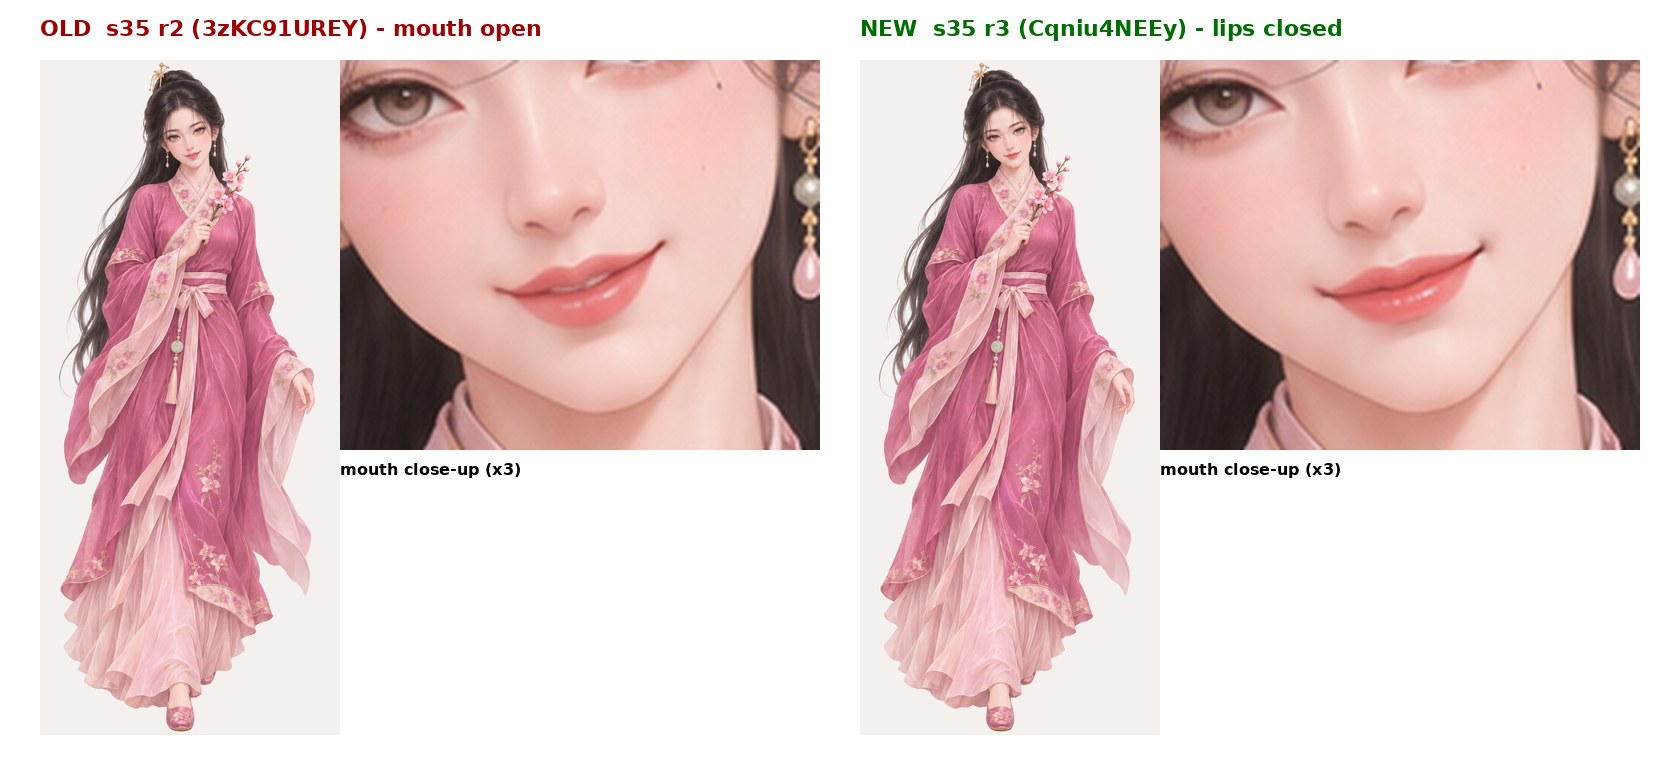 OLD  s35 r2 (3zKC91UREY) - mouth open
NEW  s35 r3 (Cqniu4NEEy) - lips closed
mouth close-up (x3)
mouth close-up (x3)